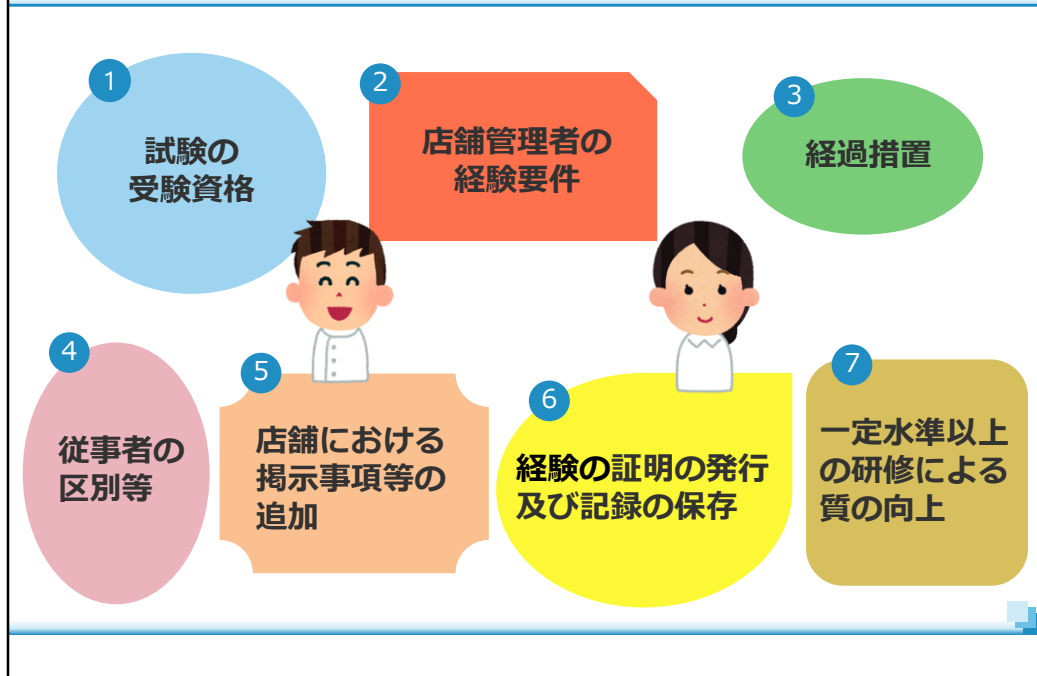 1
試験の
受験資格
2
店舗管理者の
経験要件
3
経過措置
4
従事者の
区別等
5
店舗における
掲示事項等の
追加
6
経験の証明の発行
及び記録の保存
7
一定水準以上
の研修による
質の向上